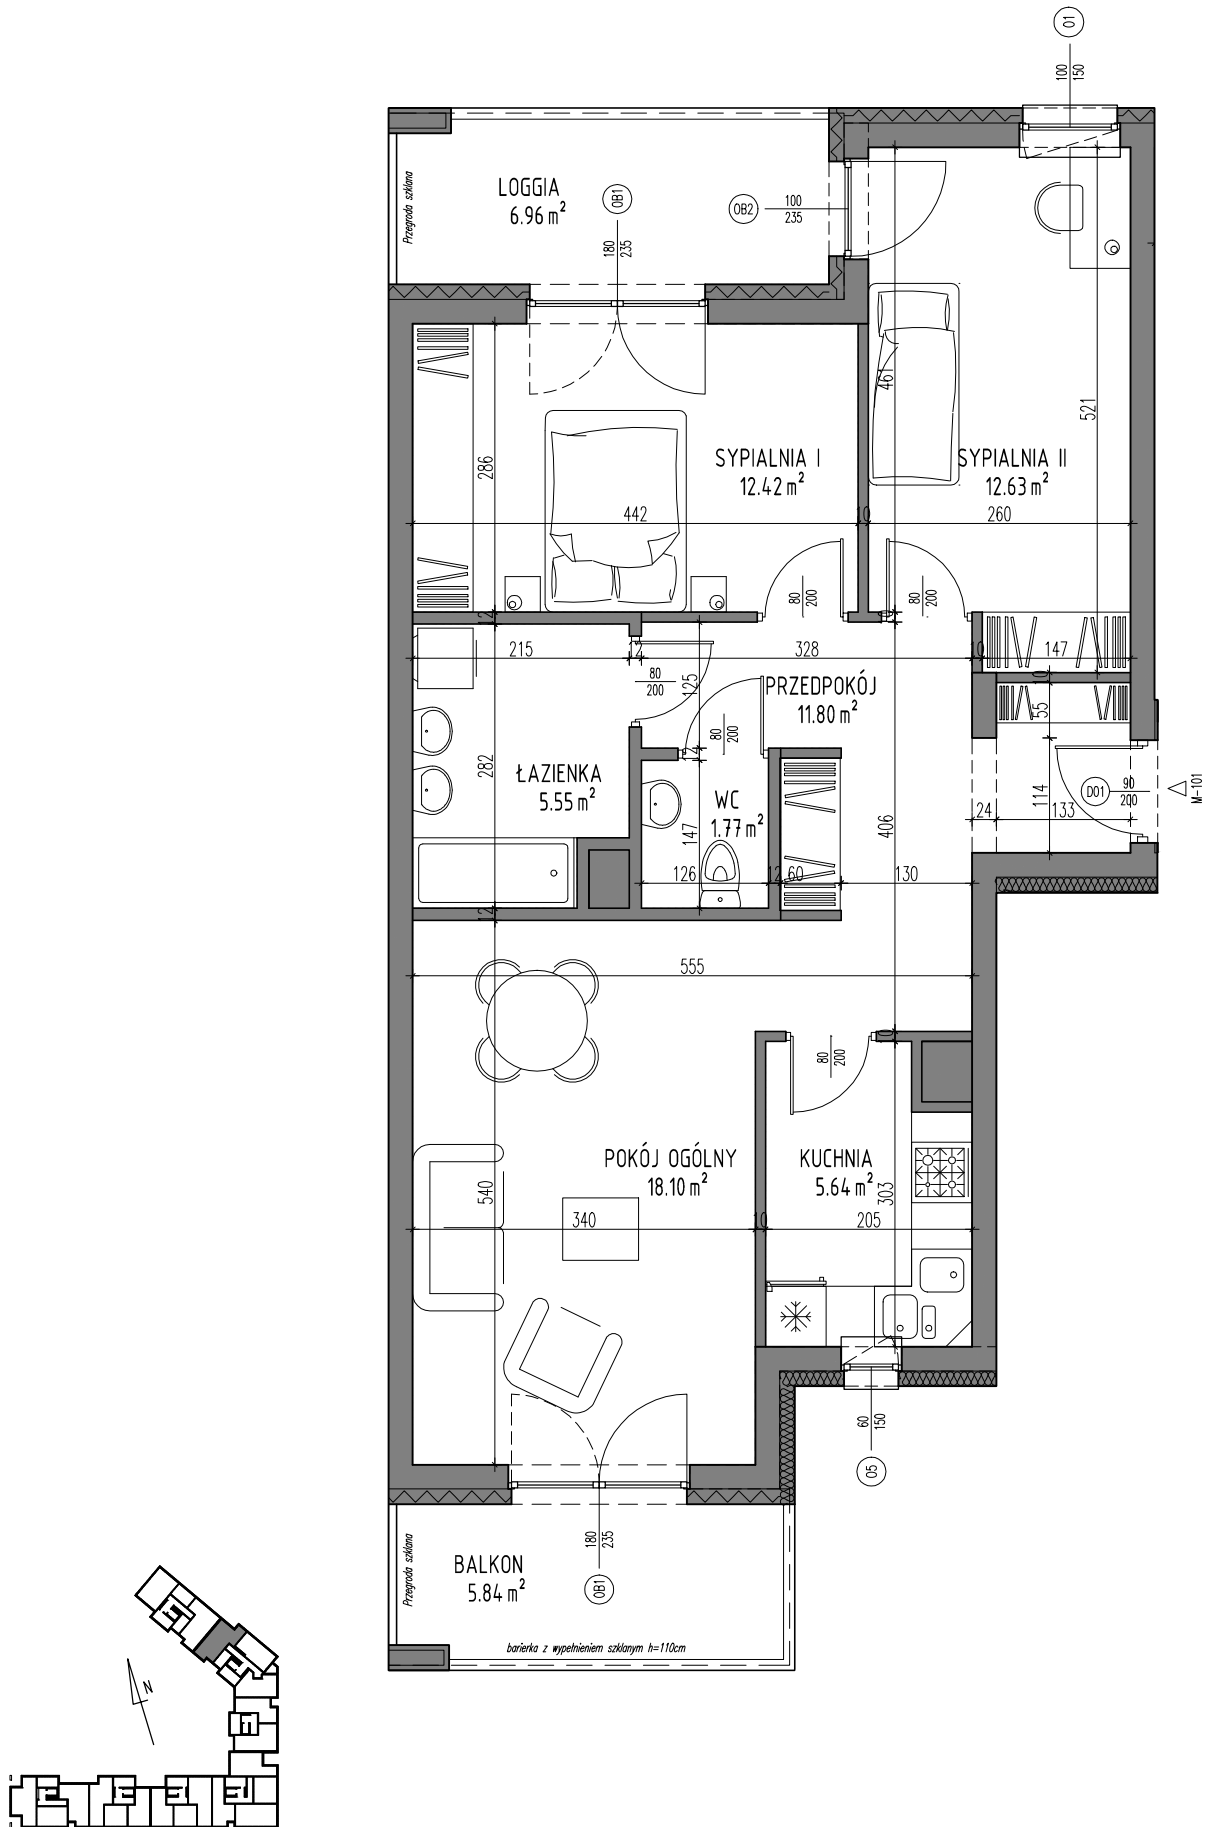 01
100
150
LOGGIA
6.96 m²
Przegroda szklana
OB1
180
235
OB2
100
235
461
521
286
SYPIALNIA I
12.42 m²
SYPIALNIA II
12.63 m²
442
10
260
80
200
80
200
12
10
215
12
328
10
147
80
200
125
PRZEDPOKÓJ
11.80 m²
10
55
80
200
12
282
ŁAZIENKA
5.55 m²
WC
1.77 m²
147
406
24
114
133
D01
90
200
M-101
126
12
60
130
12
555
10
80
200
POKÓJ OGÓLNY
18.10 m²
KUCHNIA
5.64 m²
540
303
340
10
205
60
150
05
180
235
OB1
Przegroda szklana
BALKON
5.84 m²
barierka z wypełnieniem szklanym h=110cm
N